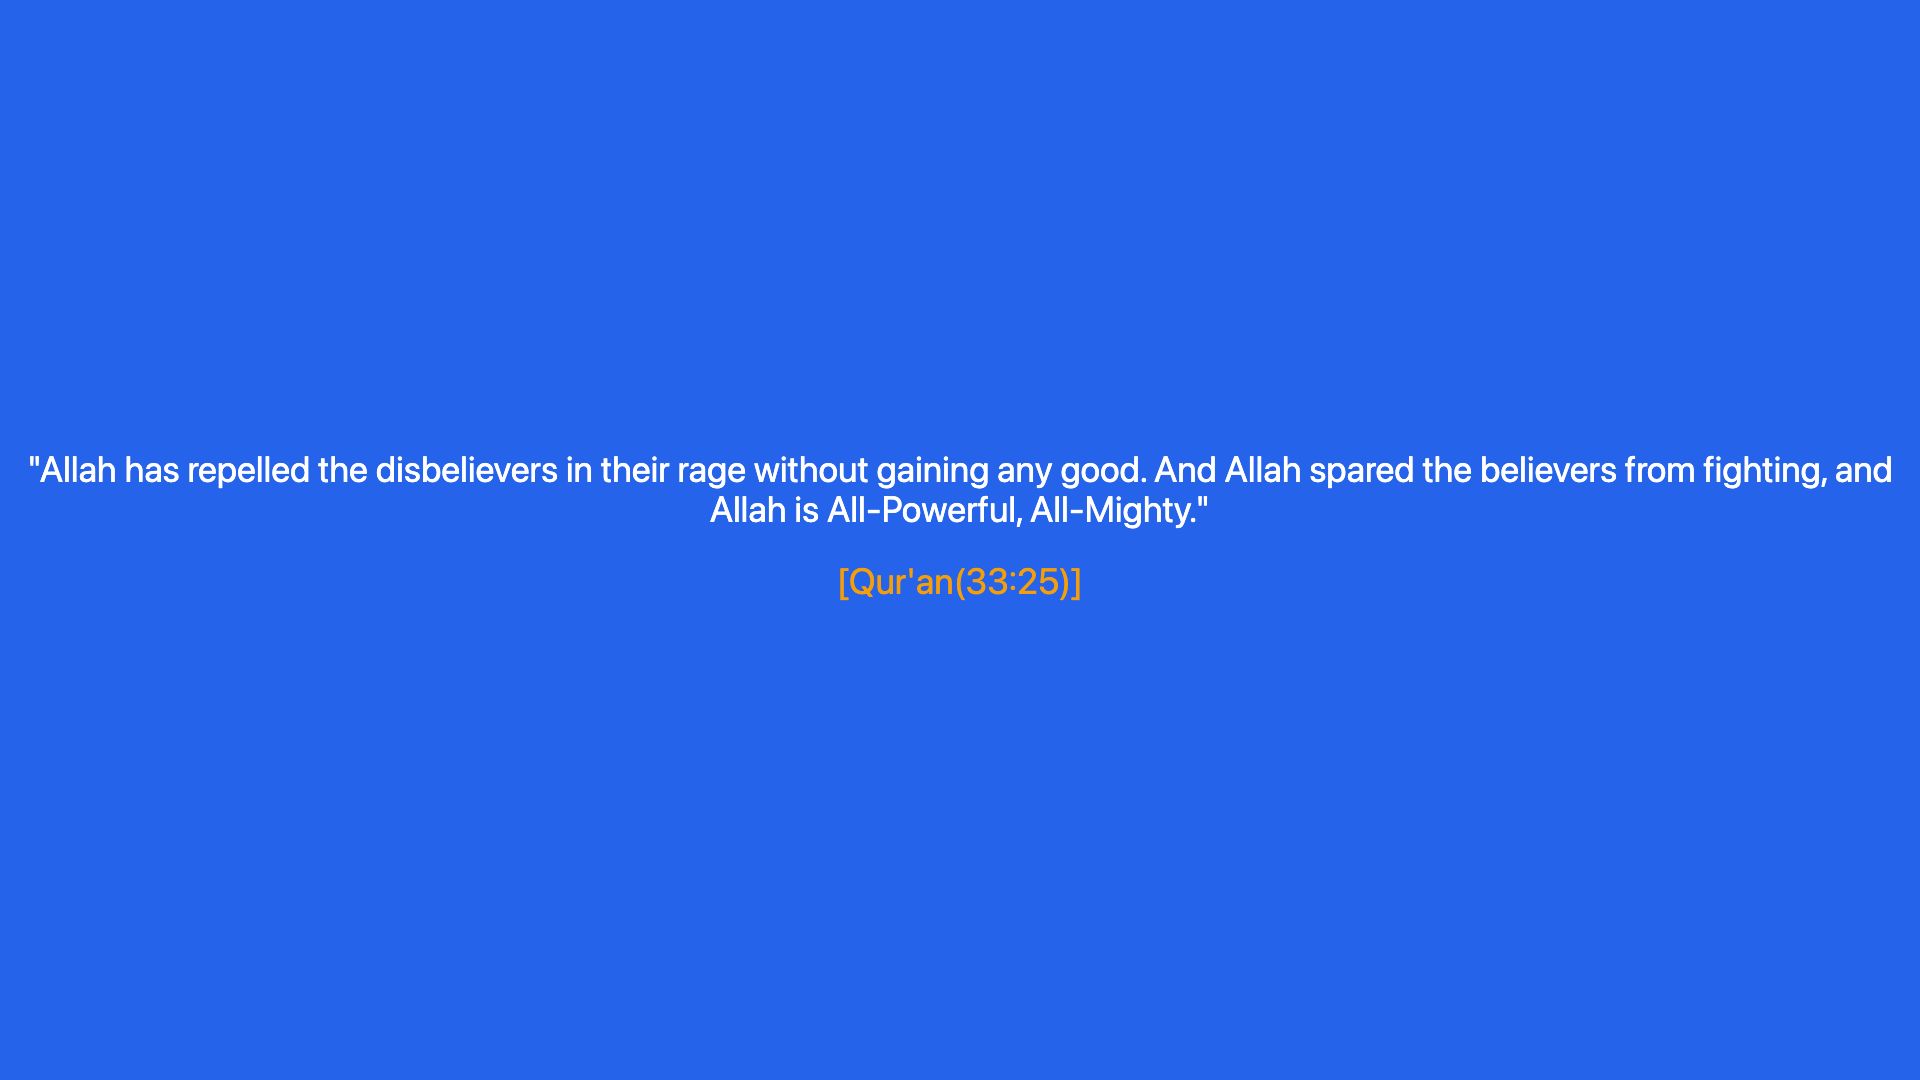 "Allah has repelled the disbelievers in their rage without gaining any good. And Allah spared the believers from fighting, and
Allah is All-Powerful, All-Mighty."
[Qur'an(33:25)]